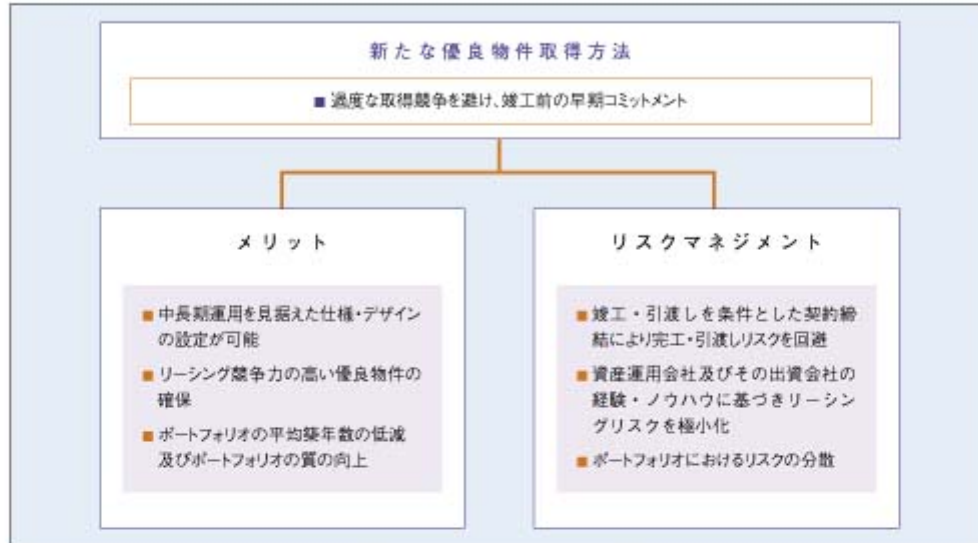 新たな優良物件取得方法
■ 過度な取得競争を避け、竣工前の早期コミットメント
メリット
■ 中長期運用を見据えた仕様・デザイン
の設定が可能
■ リーシング競争力の高い優良物件の
確保
■ ポートフォリオの平均築年数の低減
及びポートフォリオの質の向上
リスクマネジメント
■ 竣工・引渡しを条件とした契約締
結により完工・引渡しリスクを回避
■ 資産運用会社及びその出資会社の
経験・ノウハウに基づきリーシン
グリスクを極小化
■ ポートフォリオにおけるリスクの分散